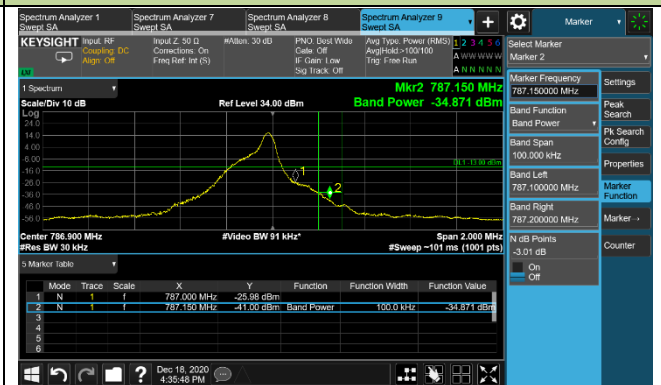 Spectrum Analyzer 1
Swept SA
Spectrum Analyzer 7
Swept SA
Spectrum Analyzer 8
Swept SA
Spectrum Analyzer 9
Swept SA
+
Marker
KEYSIGHT
Input: RF
Coupling: DC
Align: Off
Input Z: 50 Ω
Corrections: On
Freq Ref: Int (S)
#Atten: 30 dB
PNO: Best Wide
Gate: Off
IF Gain: Low
Sig Track: Off
Avg Type: Power (RMS)
Avg|Hold:>100/100
Trig: Free Run
1 2 3 4 5 6
A W W W W W
A N N N N N
LXI
Select Marker
Marker 2
1 Spectrum
Mkr2 787.150 MHz
Scale/Div 10 dB
Ref Level 34.00 dBm
Band Power -34.871 dBm
Log
24.0
14.0
4.00
-6.00
-16.0
-26.0
-36.0
-46.0
-56.0
DL1 -13.00 dBm
1
2
Center 786.900 MHz
#Video BW 91 kHz*
Span 2.000 MHz
#Res BW 30 kHz
#Sweep ~101 ms (1001 pts)
5 Marker Table
Mode Trace Scale X Y Function Function Width Function Value
1 N 1 f 787.000 MHz -25.98 dBm
2 N 1 f 787.150 MHz -41.00 dBm Band Power 100.0 kHz -34.871 dBm
3
4
5
6
Marker Frequency
787.150000 MHz
Band Function
Band Power
Band Span
100.000 kHz
Band Left
787.100000 MHz
Band Right
787.200000 MHz
N dB Points
-3.01 dB
On
Off
Settings
Peak
Search
Pk Search
Config
Properties
Marker
Function
Marker→
Counter
?
Dec 18, 2020
4:35:48 PM